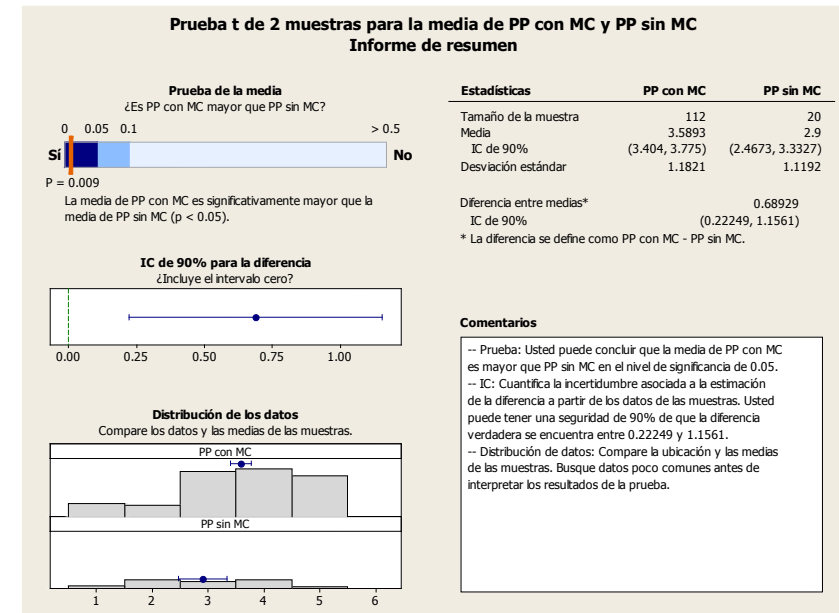 Prueba t de 2 muestras para la media de PP con MC y PP sin MC
Informe de resumen
Prueba de la media
¿Es PP con MC mayor que PP sin MC?
0 0.05 0.1 > 0.5
Sí No
P = 0.009
La media de PP con MC es significativamente mayor que la
media de PP sin MC (p < 0.05).
IC de 90% para la diferencia
¿Incluye el intervalo cero?
0.00 0.25 0.50 0.75 1.00
Distribución de los datos
Compare los datos y las medias de las muestras.
PP con MC
PP sin MC
1 2 3 4 5 6
Estadísticas PP con MC PP sin MC
Tamaño de la muestra 112 20
Media 3.5893 2.9
IC de 90% (3.404, 3.775) (2.4673, 3.3327)
Desviación estándar 1.1821 1.1192
Diferencia entre medias* 0.68929
IC de 90% (0.22249, 1.1561)
* La diferencia se define como PP con MC - PP sin MC.
Comentarios
-- Prueba: Usted puede concluir que la media de PP con MC
es mayor que PP sin MC en el nivel de significancia de 0.05.
-- IC: Cuantifica la incertidumbre asociada a la estimación
de la diferencia a partir de los datos de las muestras. Usted
puede tener una seguridad de 90% de que la diferencia
verdadera se encuentra entre 0.22249 y 1.1561.
-- Distribución de datos: Compare la ubicación y las medias
de las muestras. Busque datos poco comunes antes de
interpretar los resultados de la prueba.